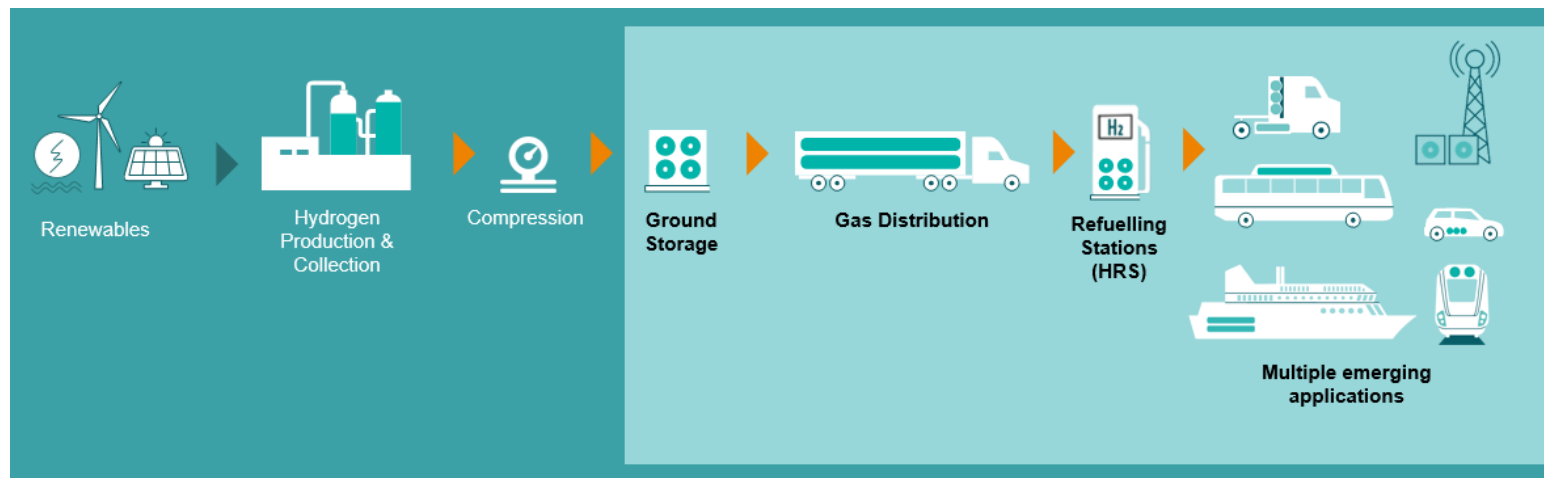 Renewables
Hydrogen
Production &
Collection
Compression
Ground
Storage
Gas Distribution
H2
Refuelling
Stations
(HRS)
Multiple emerging
applications